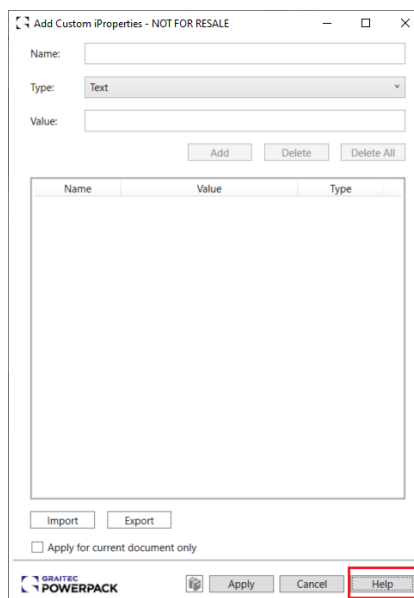 Add Custom iProperties - NOT FOR RESALE
Name:
Type: Text
Value:
Add Delete Delete All
Name Value Type
Import Export
Apply for current document only
GRAITEC
POWERPACK Apply Cancel Help